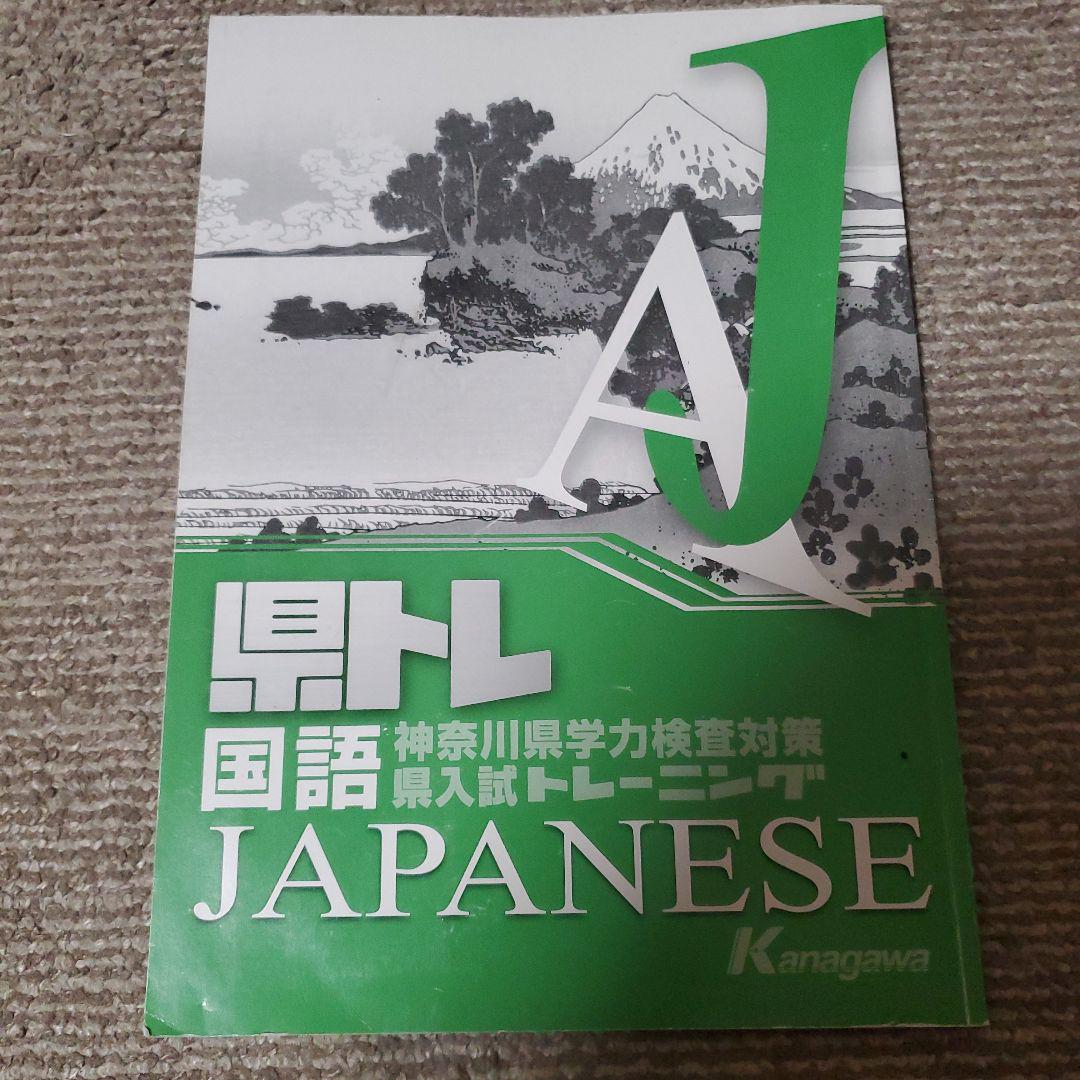 JA
県トレ
国語
神奈川県学力検査対策
県入試トレーニング
JAPANESE
Kanagawa